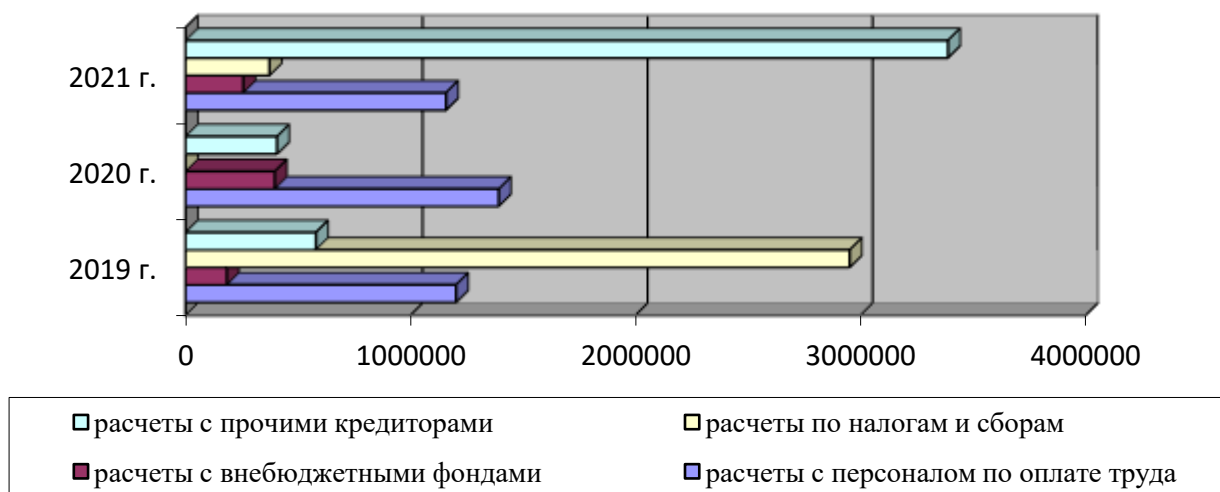 2021 г.
2020 г.
2019 г.
0 1000000 2000000 3000000 4000000
расчеты с прочими кредиторами расчеты по налогам и сборам
расчеты с внебюджетными фондами расчеты с персоналом по оплате труда